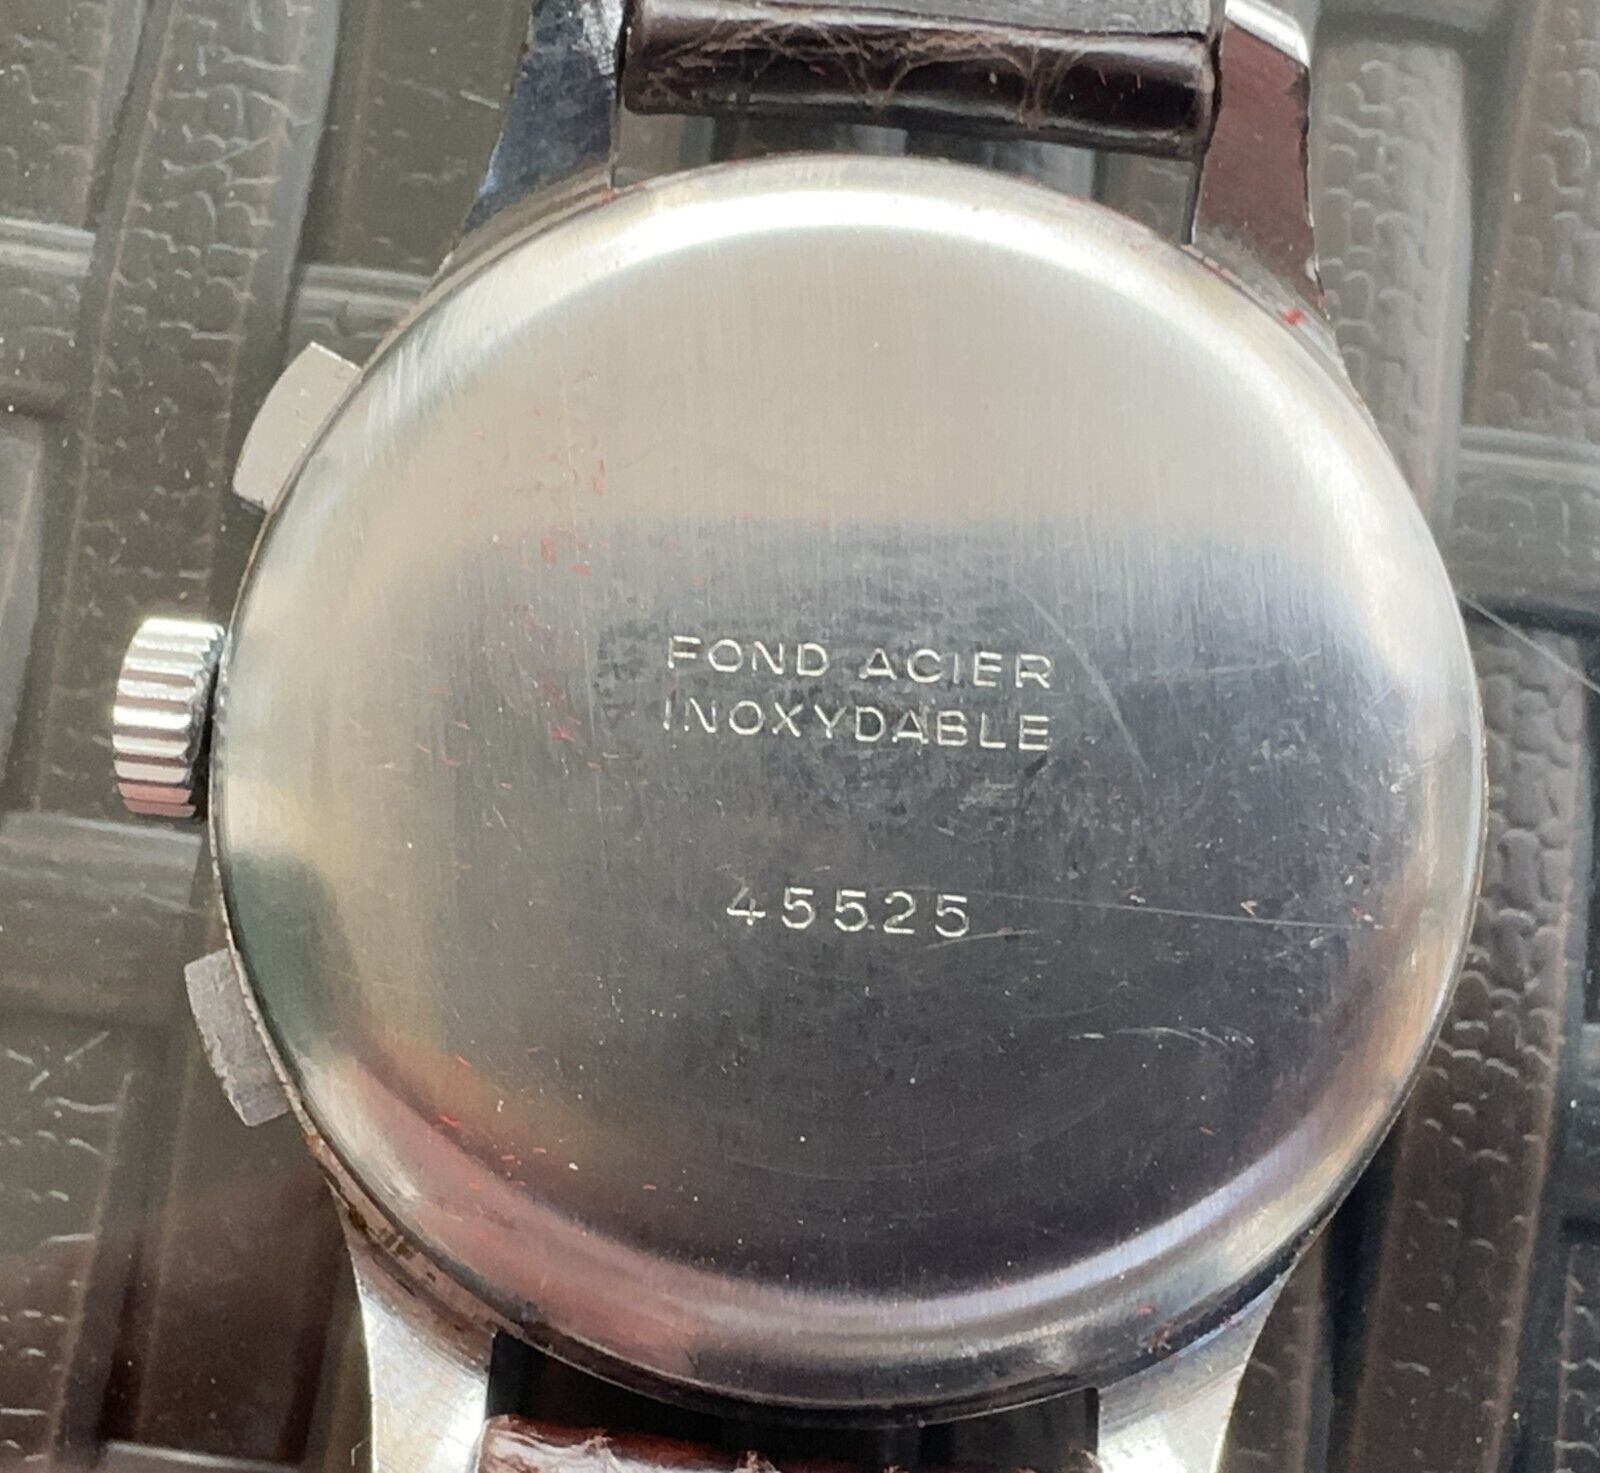 FOND ACIER
INOXYDABLE
45525